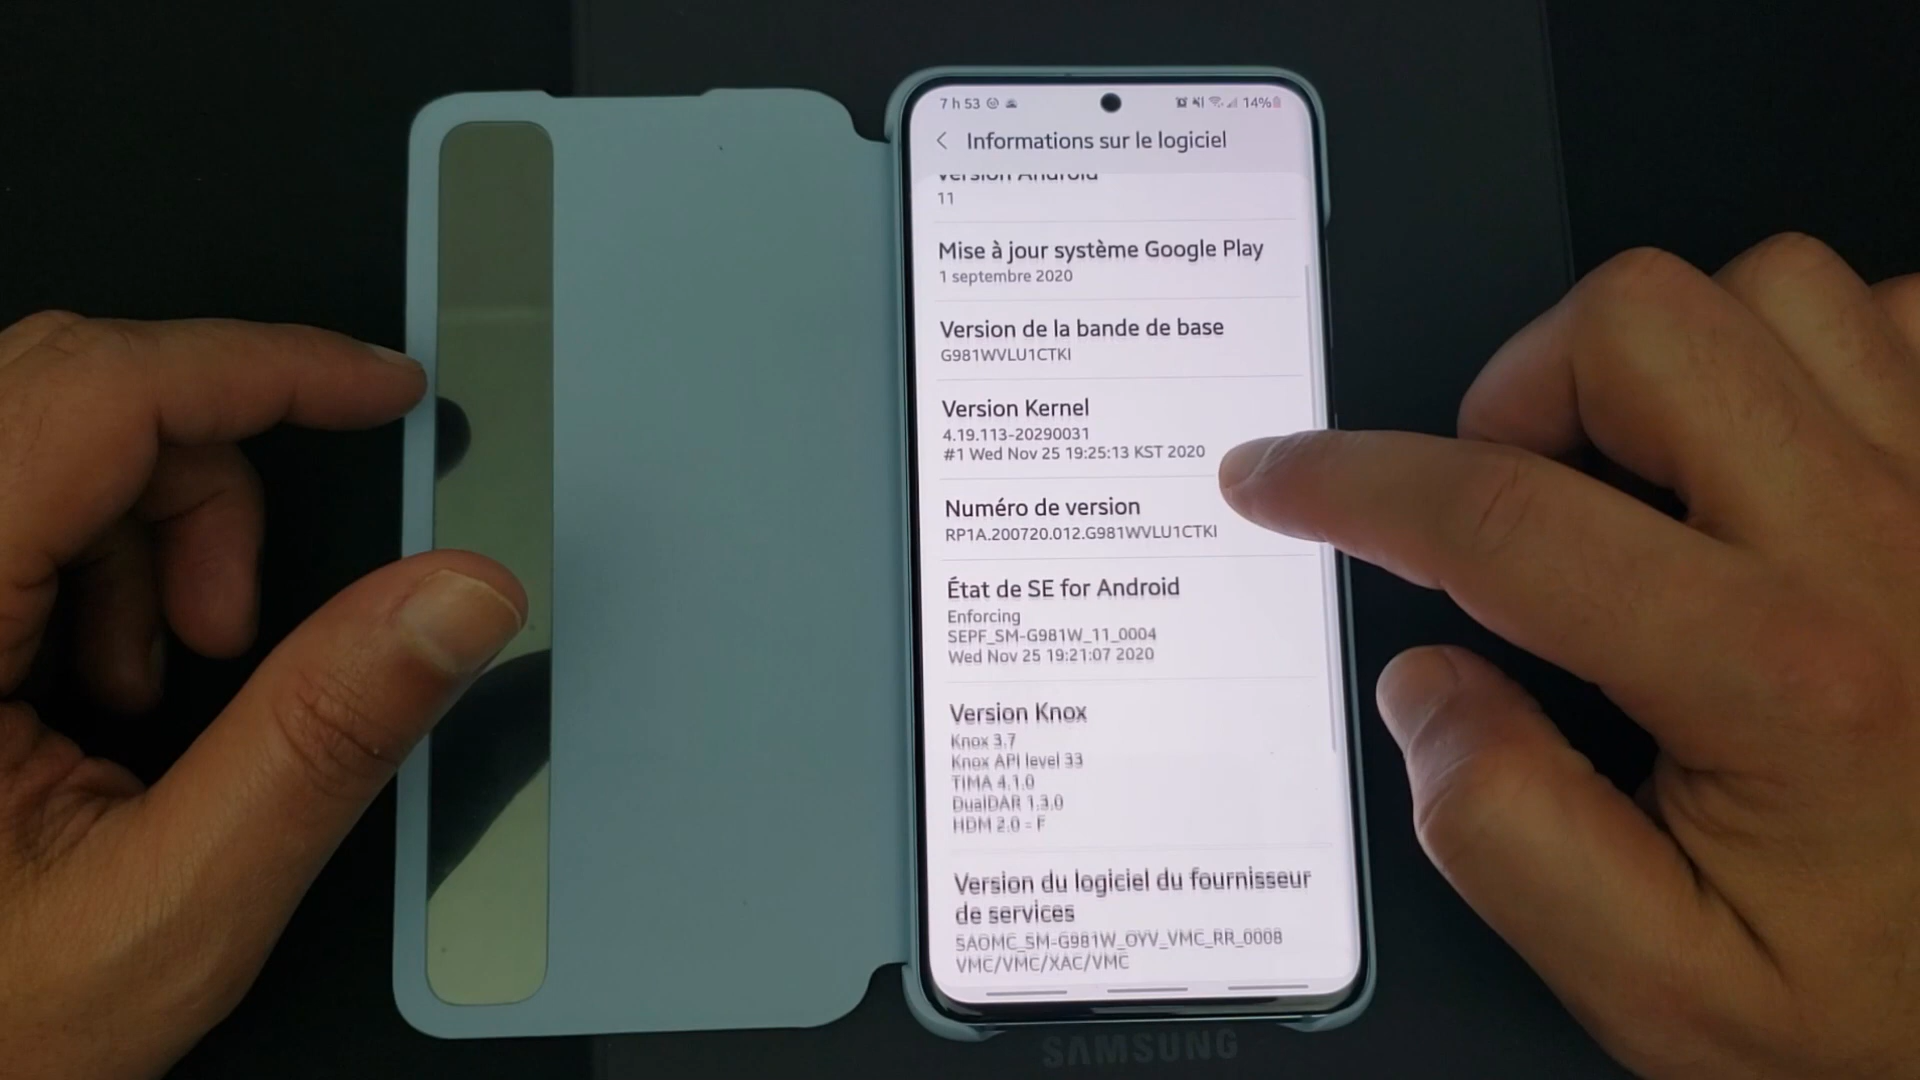 7 h 53
14%
Informations sur le logiciel
Version Android
11
Mise à jour système Google Play
1 septembre 2020
Version de la bande de base
G981WVLU1CTKI
Version Kernel
4.19.113-20290031
#1 Wed Nov 25 19:25:13 KST 2020
Numéro de version
RP1A.200720.012.G981WVLU1CTKI
État de SE for Android
Enforcing
SEPF_SM-G981W_11_0004
Wed Nov 25 19:21:07 2020
Version Knox
Knox 3.7
Knox API level 33
TIMA 4.1.0
DualDAR 1.3.0
HDM 2.0 - F
Version du logiciel du fournisseur
de services
SAOMC_SM-G981W_OYV_VMC_RR_0008
VMC/VMC/XAC/VMC
SAMSUNG